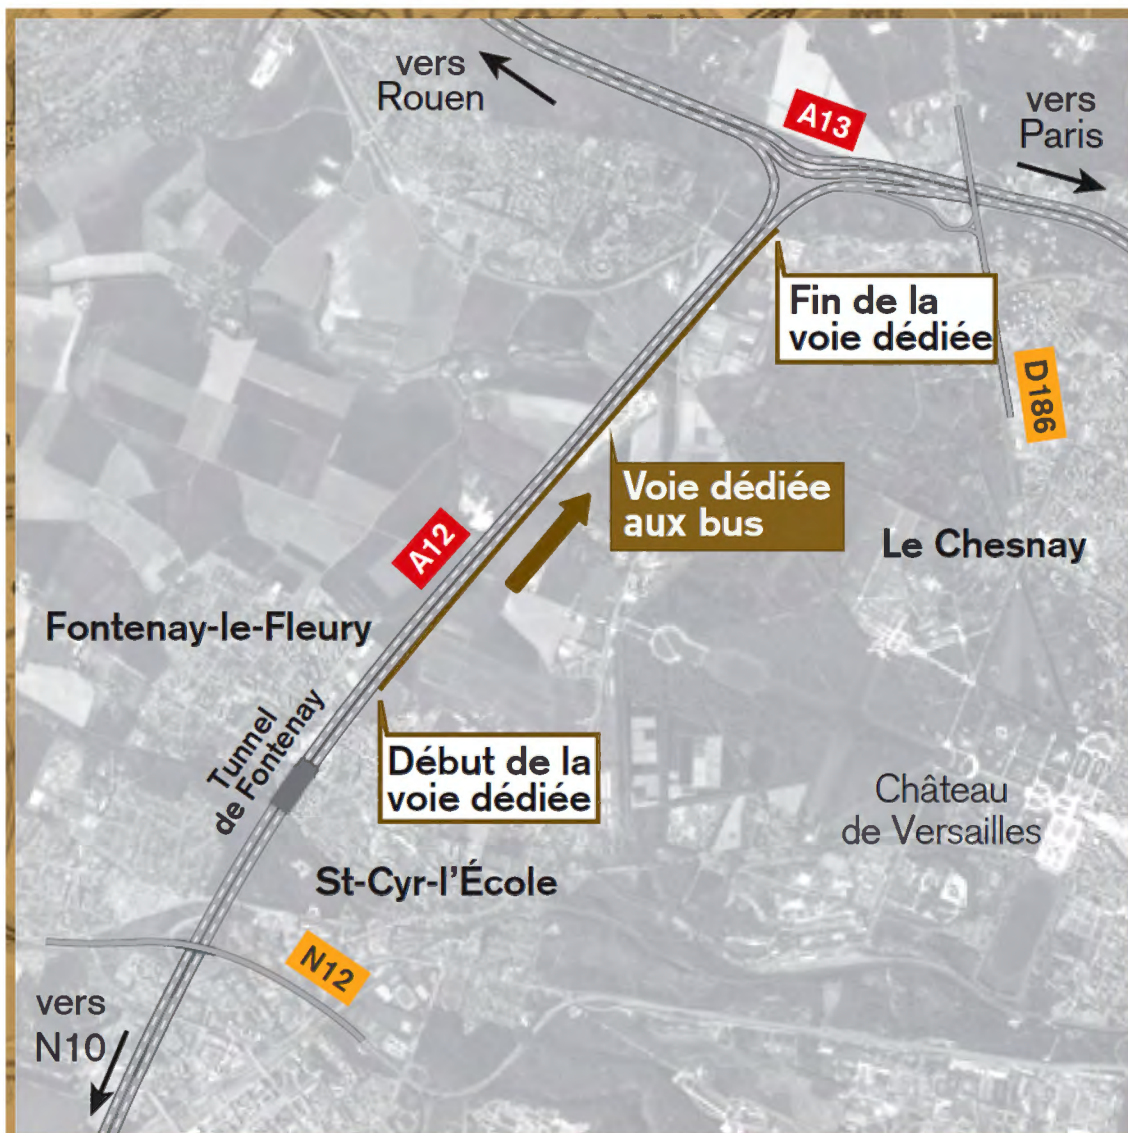 vers
Rouen
A13
vers
Paris
Fin de la
voie dédiée
D186
Voie dédiée
aux bus
A12
Le Chesnay
Fontenay-le-Fleury
Tunnel
de Fontenay
Début de la
voie dédiée
Château
de Versailles
St-Cyr-l'École
N12
vers
N10